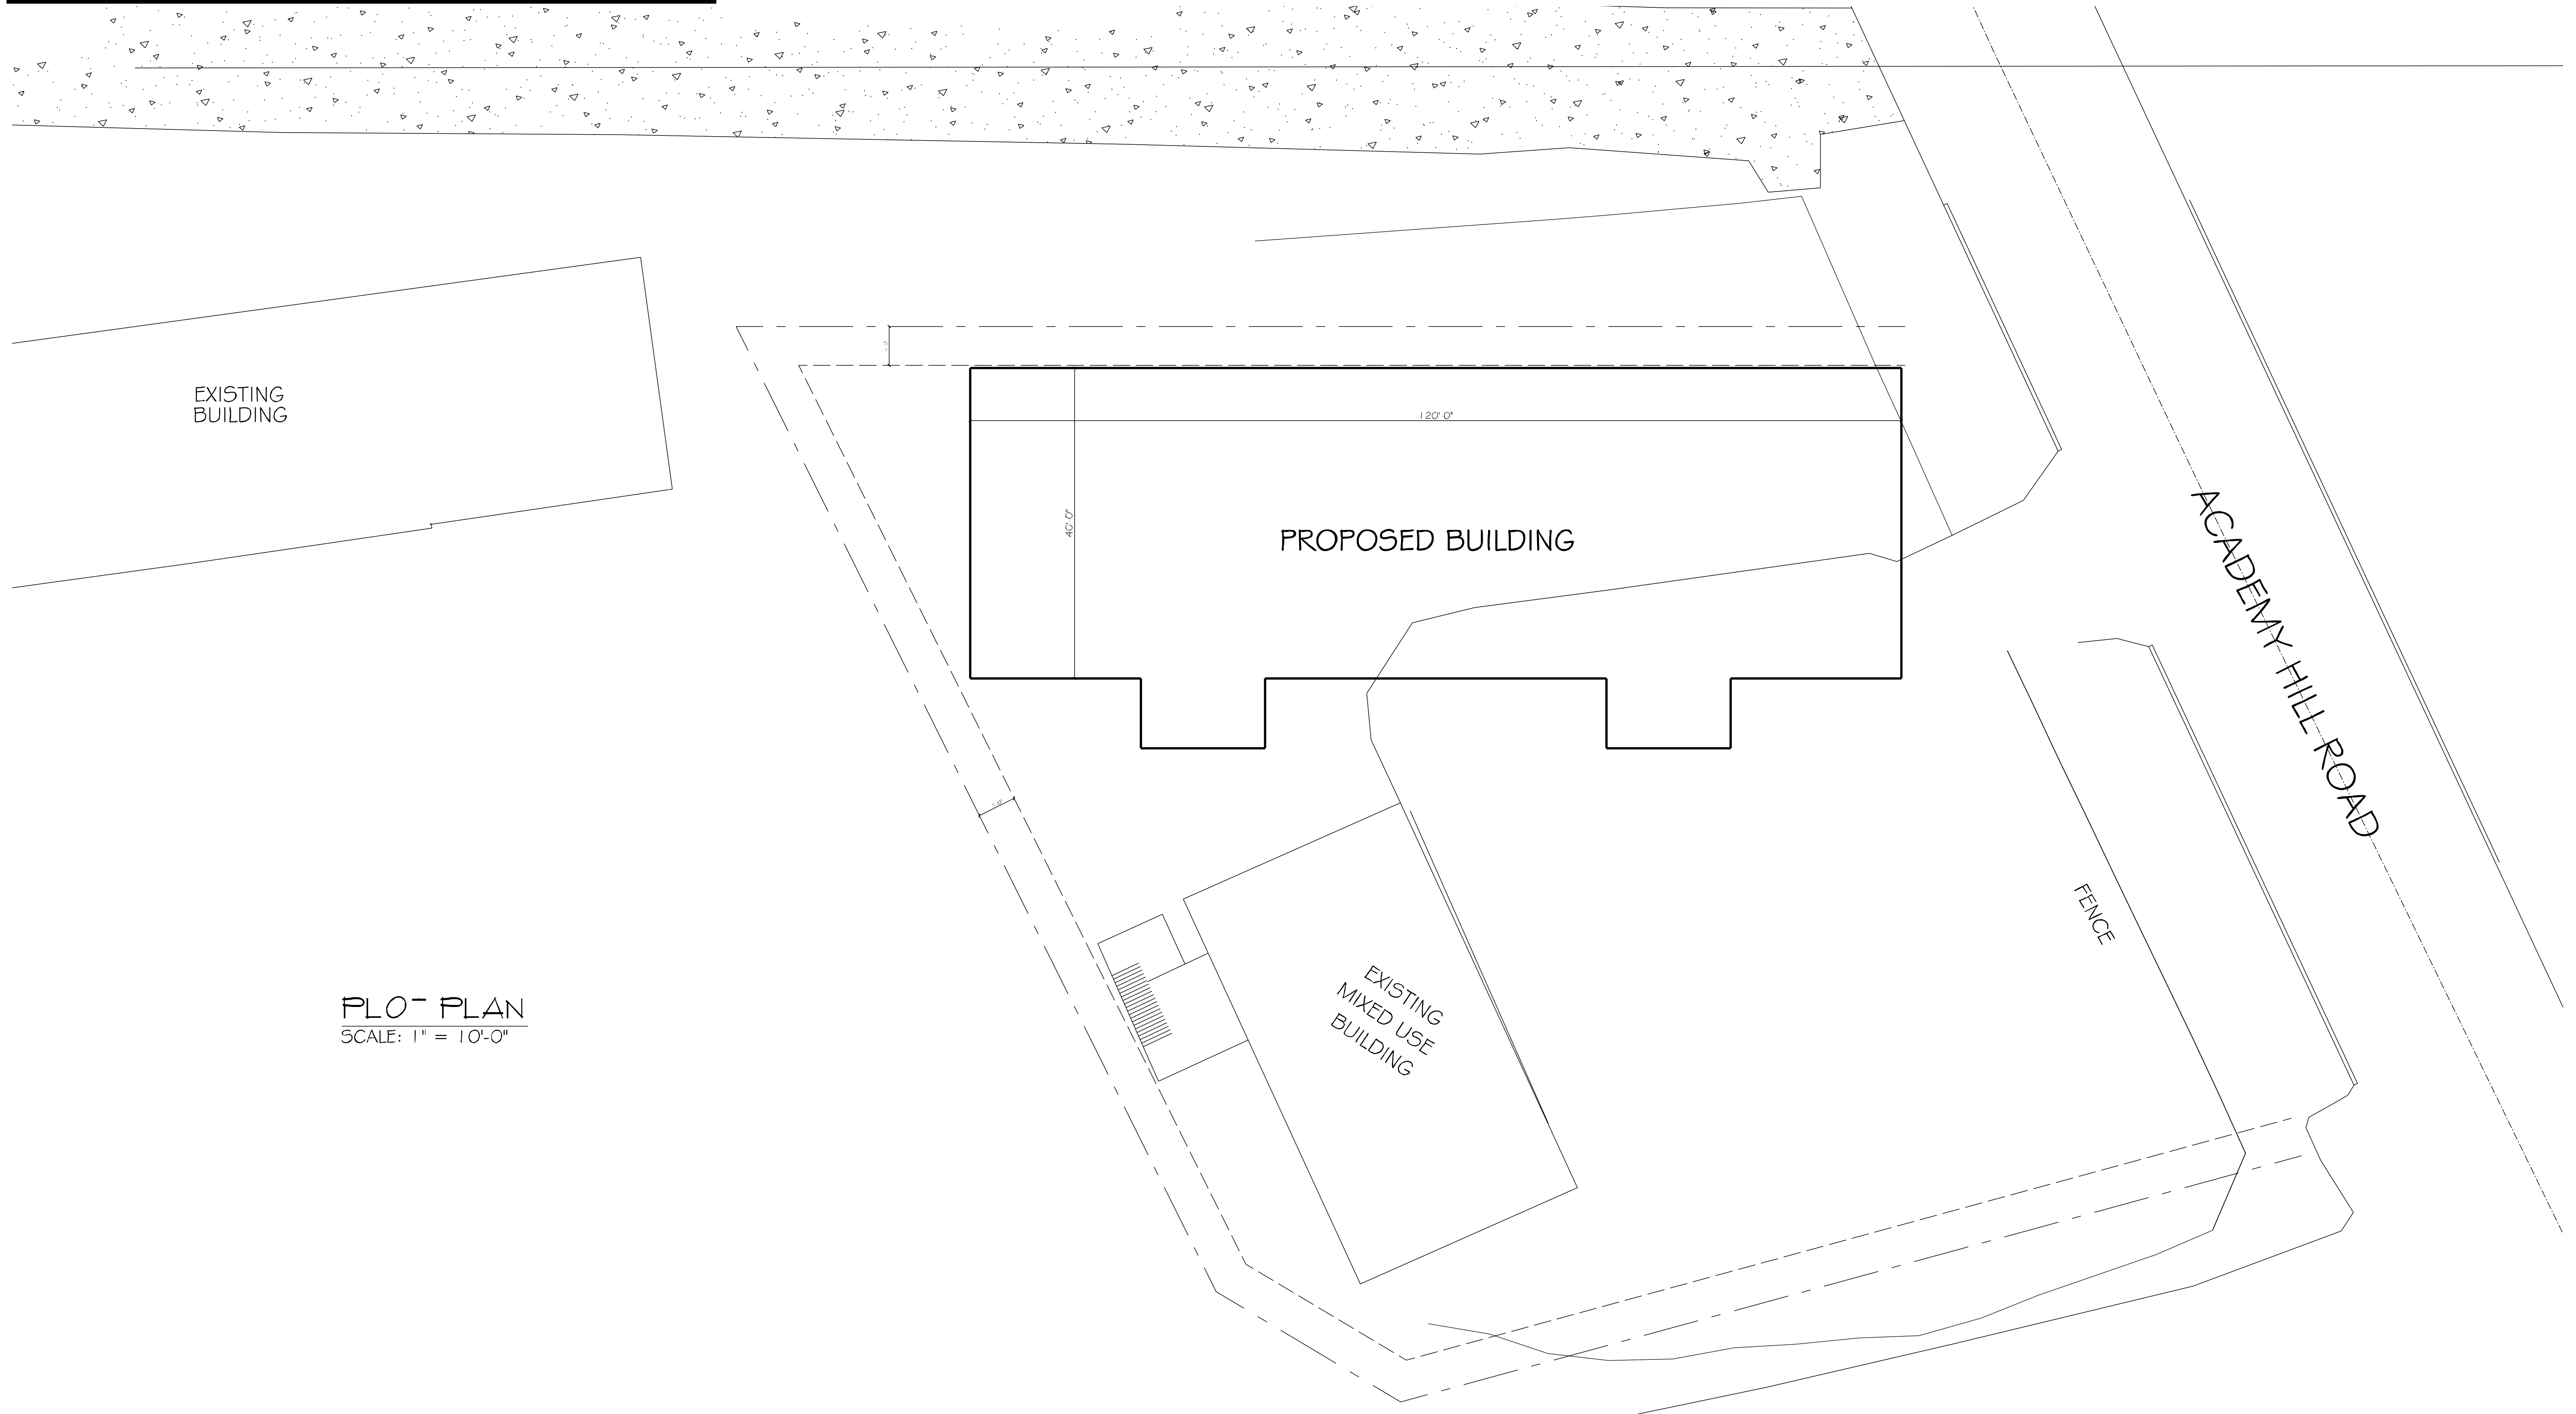 EXISTING
BUILDING
120' 0"
40' 0"
PROPOSED BUILDING
ACADEMY HILL ROAD
FENCE
EXISTING
MIXED USE
BUILDING
PLO‾ PLAN
SCALE: 1" = 10'-0"